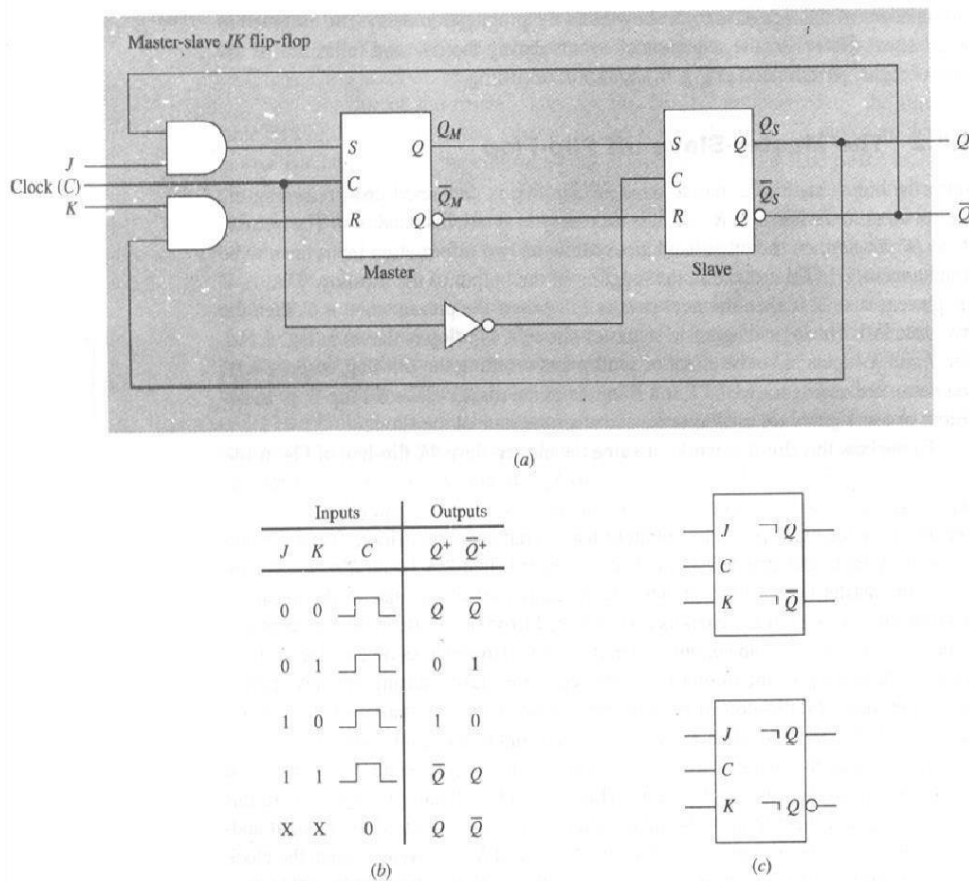 Master-slave JK flip-flop
Q_M Q_S
S Q S Q Q
J
Clock (C) C Q̅_M C Q̅_S
K R Q R Q Q̅
Master Slave
(a)
Inputs Outputs
J K C Q⁺ Q̅⁺
0 0 Q Q̅
0 1 0 1
1 0 1 0
1 1 Q̅ Q
X X 0 Q Q̅
(b)
J ¬ Q
C
K ¬ Q̅
J ¬ Q
C
K ¬ Q
(c)